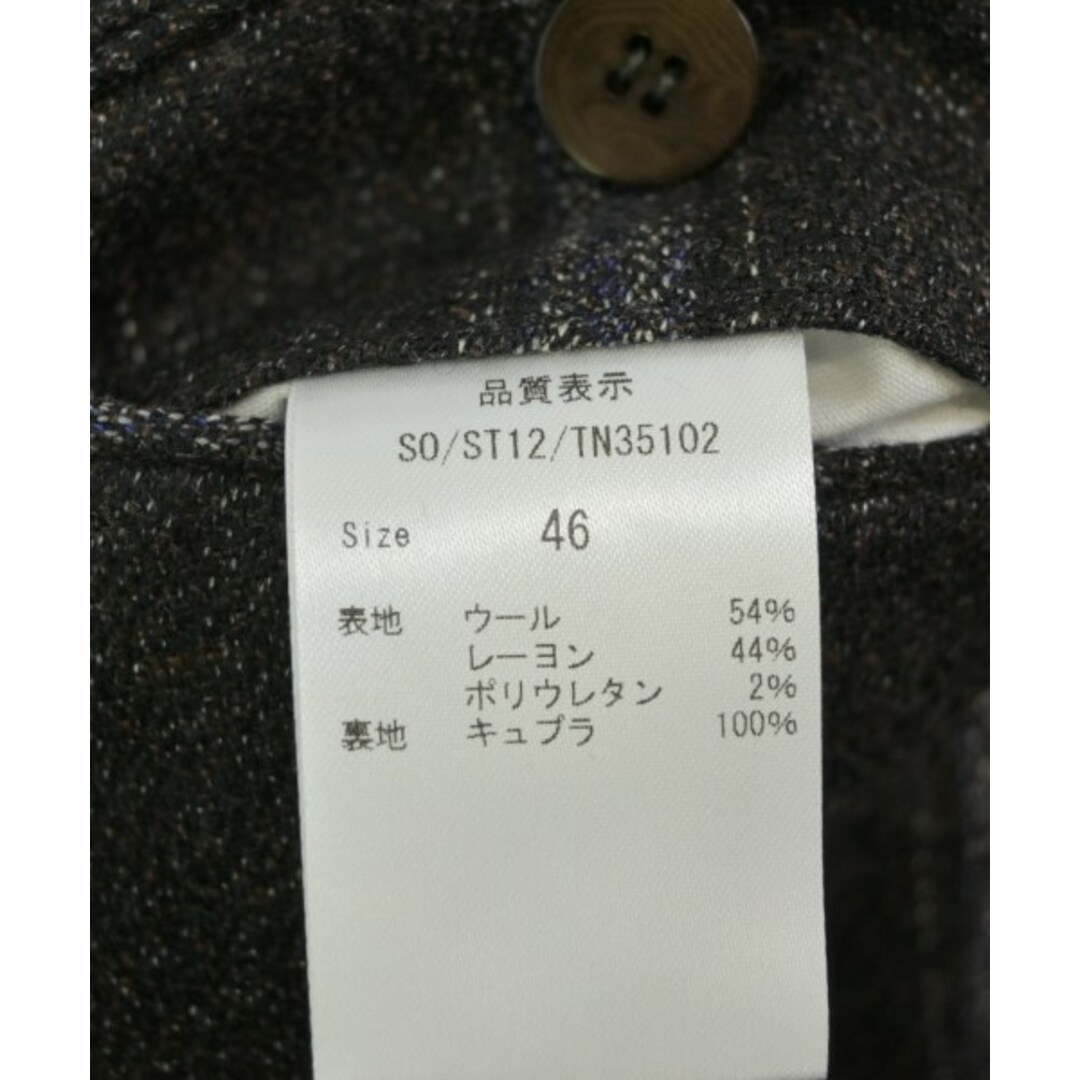 品質表示
SO/ST12/TN35102
Size 46
表地 ウール 54%
レーヨン 44%
ポリウレタン 2%
裏地 キュプラ 100%